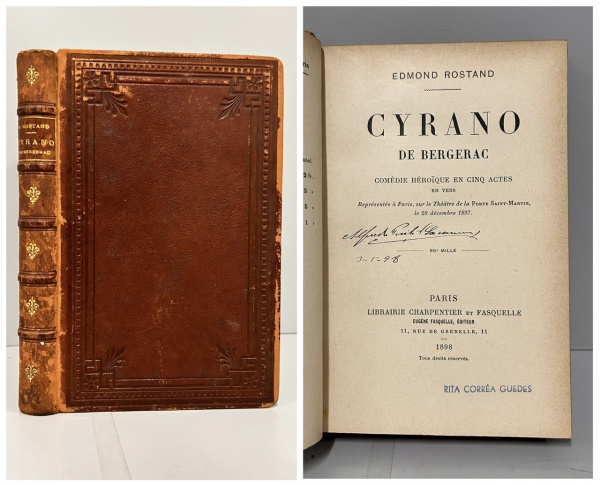 ROSTAND
CYRANO
DE BERGERAC
EDMOND ROSTAND
CYRANO
DE BERGERAC
COMÉDIE HÉROÏQUE EN CINQ ACTES
EN VERS
Représentée à Paris, sur le Théâtre de la PORTE SAINT-MARTIN,
le 28 décembre 1897.
Alfredo
MILLE
PARIS
LIBRAIRIE CHARPENTIER ET FASQUELLE
EUGÈNE FASQUELLE, ÉDITEUR
11, RUE DE GRENELLE, 11
1898
Tous droits réservés.
RITA CORRÊA GUEDES